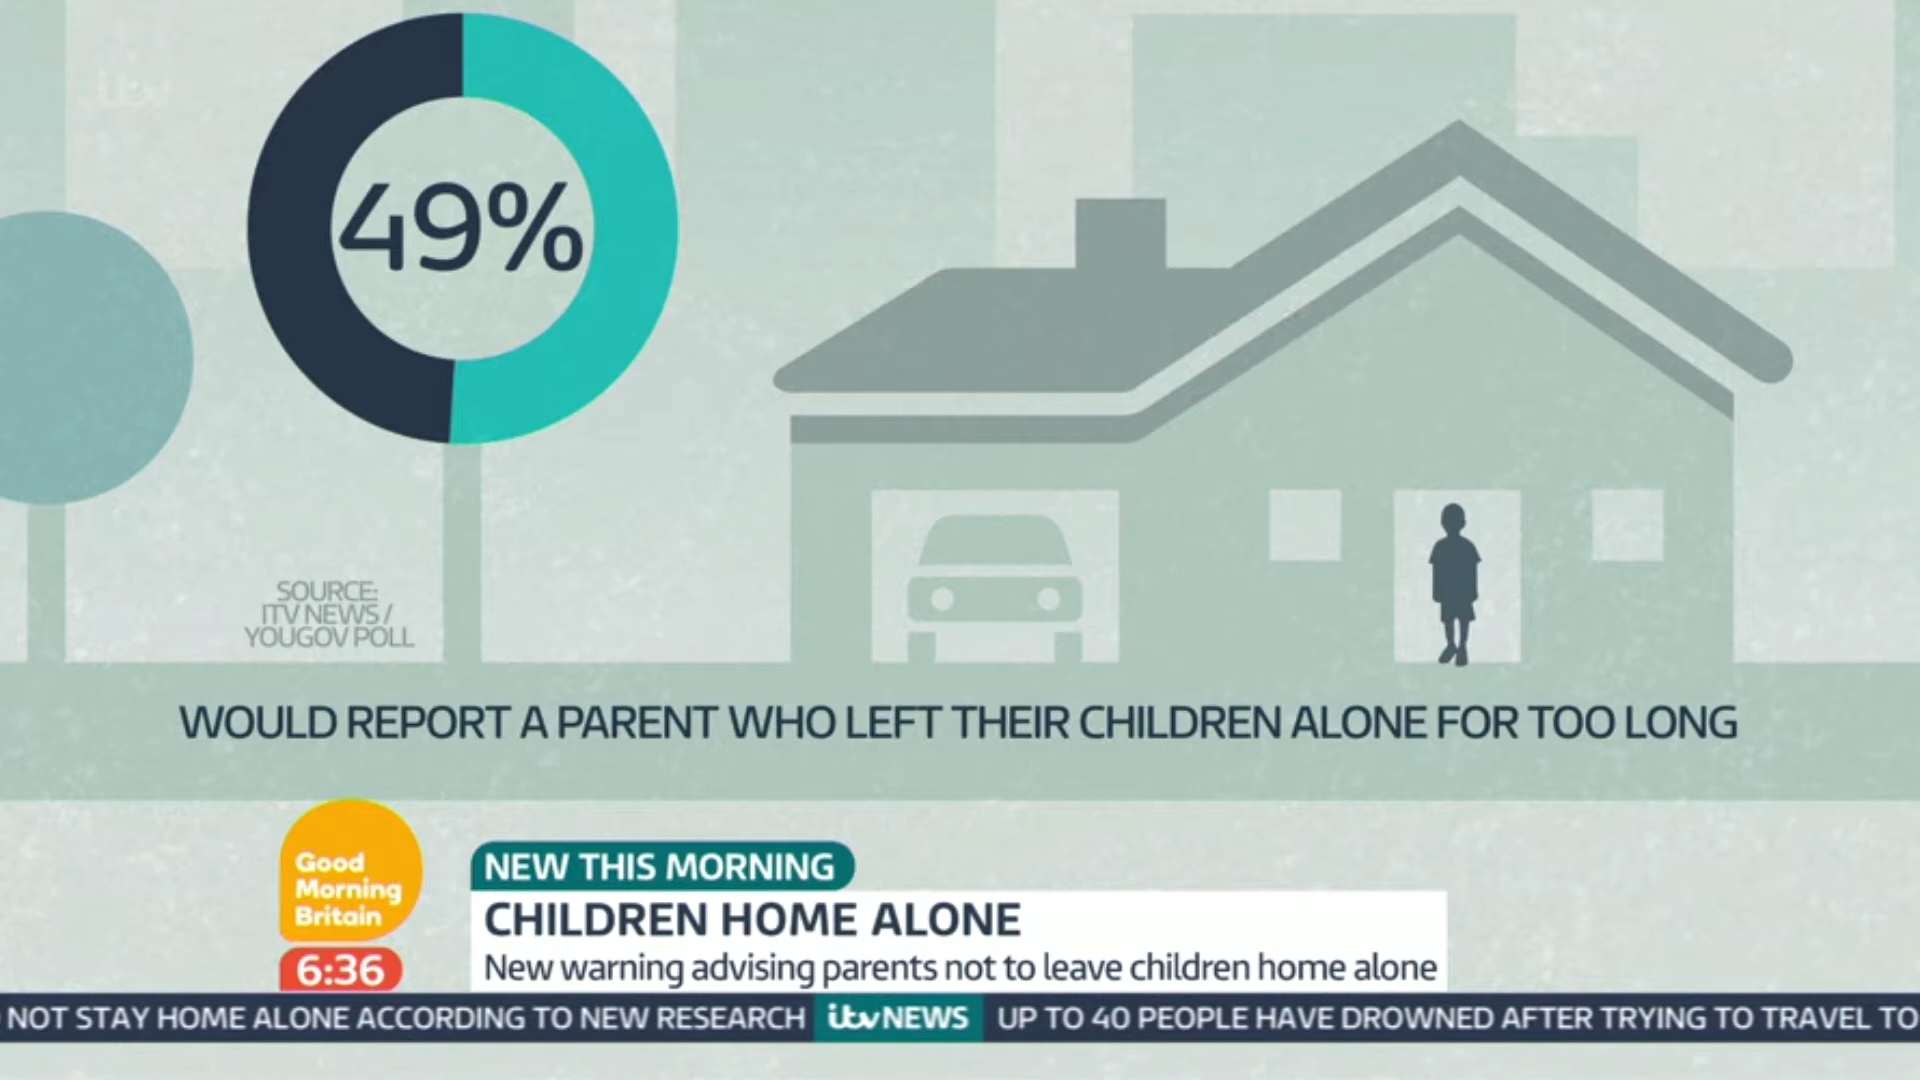 itv
49%
SOURCE:
ITV NEWS /
YOUGOV POLL
WOULD REPORT A PARENT WHO LEFT THEIR CHILDREN ALONE FOR TOO LONG
Good
Morning
Britain
6:36
NEW THIS MORNING
CHILDREN HOME ALONE
New warning advising parents not to leave children home alone
NOT STAY HOME ALONE ACCORDING TO NEW RESEARCH itv NEWS UP TO 40 PEOPLE HAVE DROWNED AFTER TRYING TO TRAVEL TO